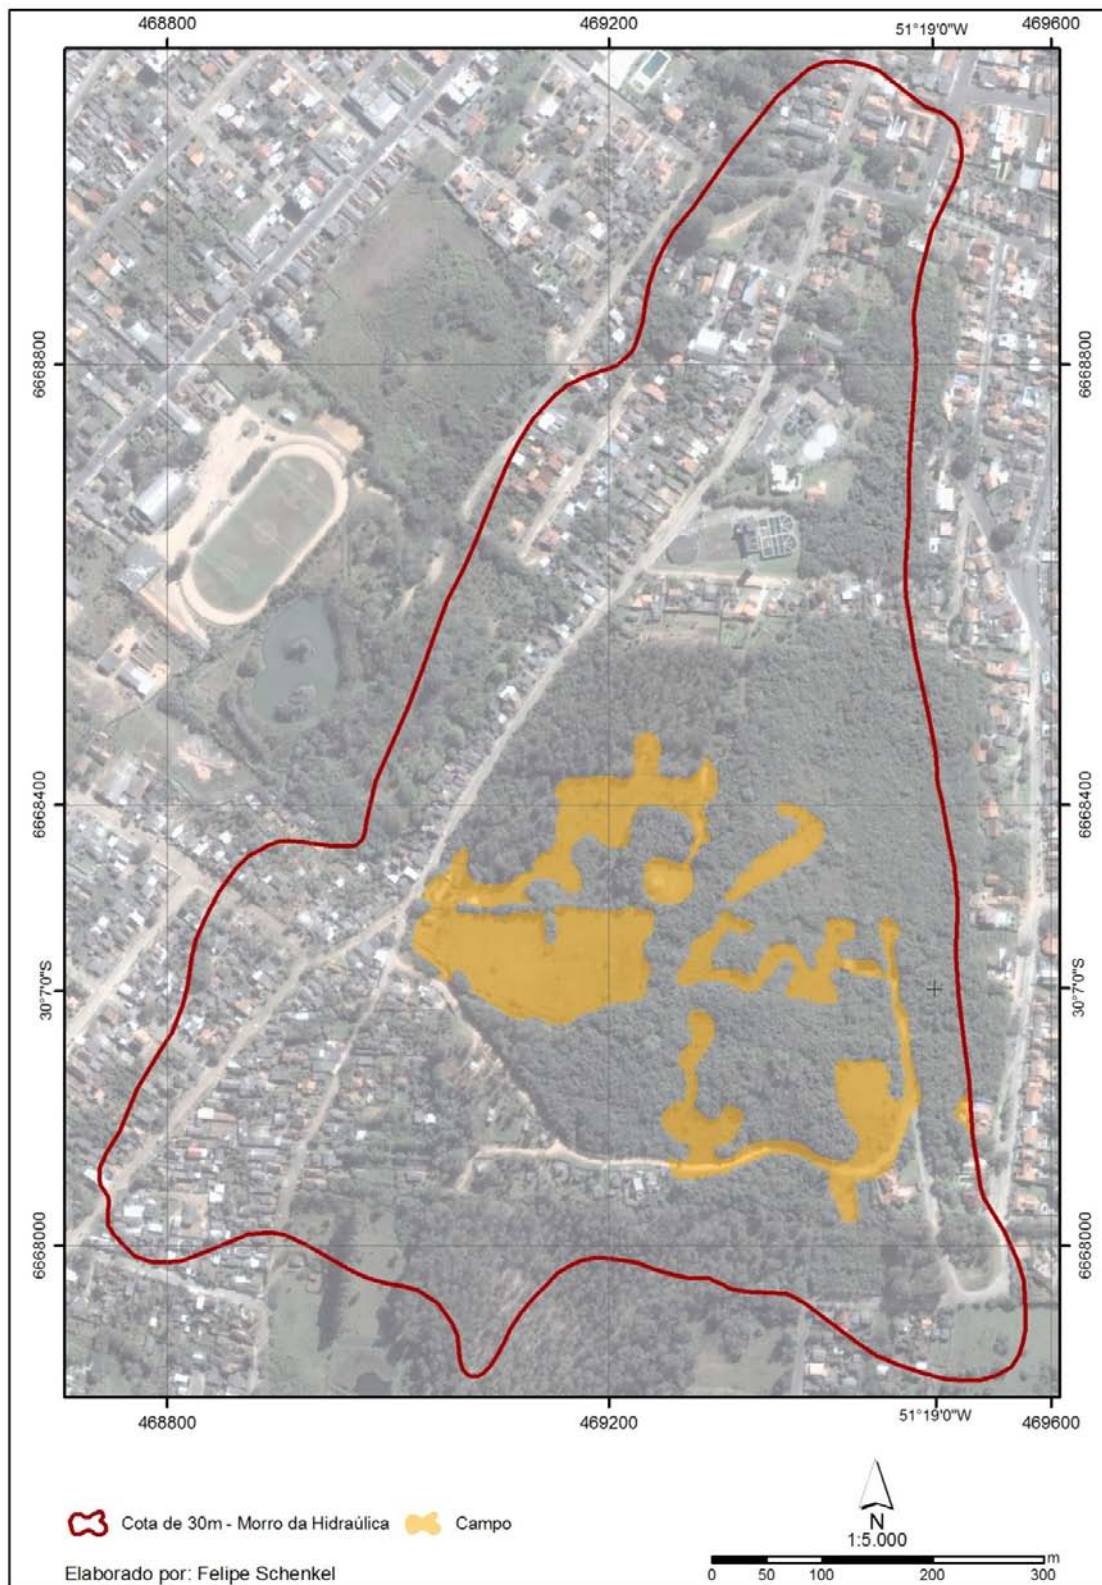 468800 469200 51°19'0"W 469600
6668800 6668800
6668400 6668400
30°7'0"S 30°7'0"S
6668000 6668000
468800 469200 51°19'0"W 469600
Cota de 30m - Morro da Hidraúlica Campo
N
1:5.000
Elaborado por: Felipe Schenkel
m
0 50 100 200 300